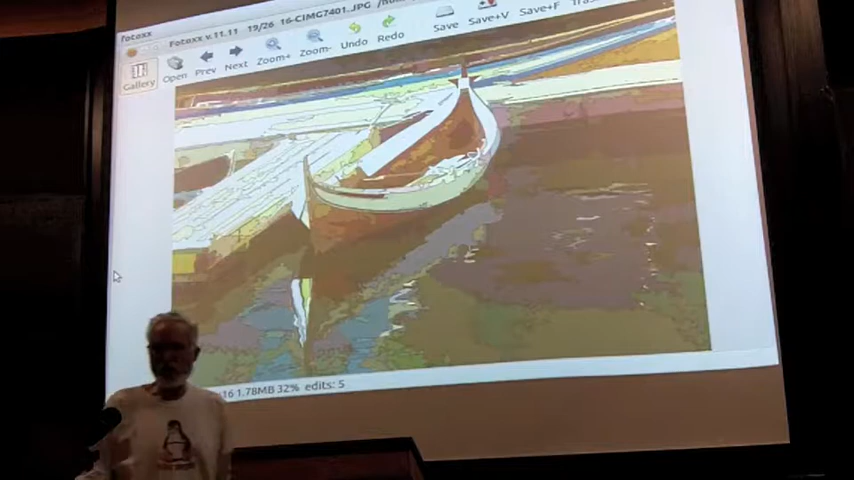 fotoxx
Fotoxx v.11.11 19/26 16-CIMG7401.JPG
Gallery Open Prev Next Zoom+ Zoom- Undo Redo Save Save+V Save+F
16 1.78MB 32% edits: 5